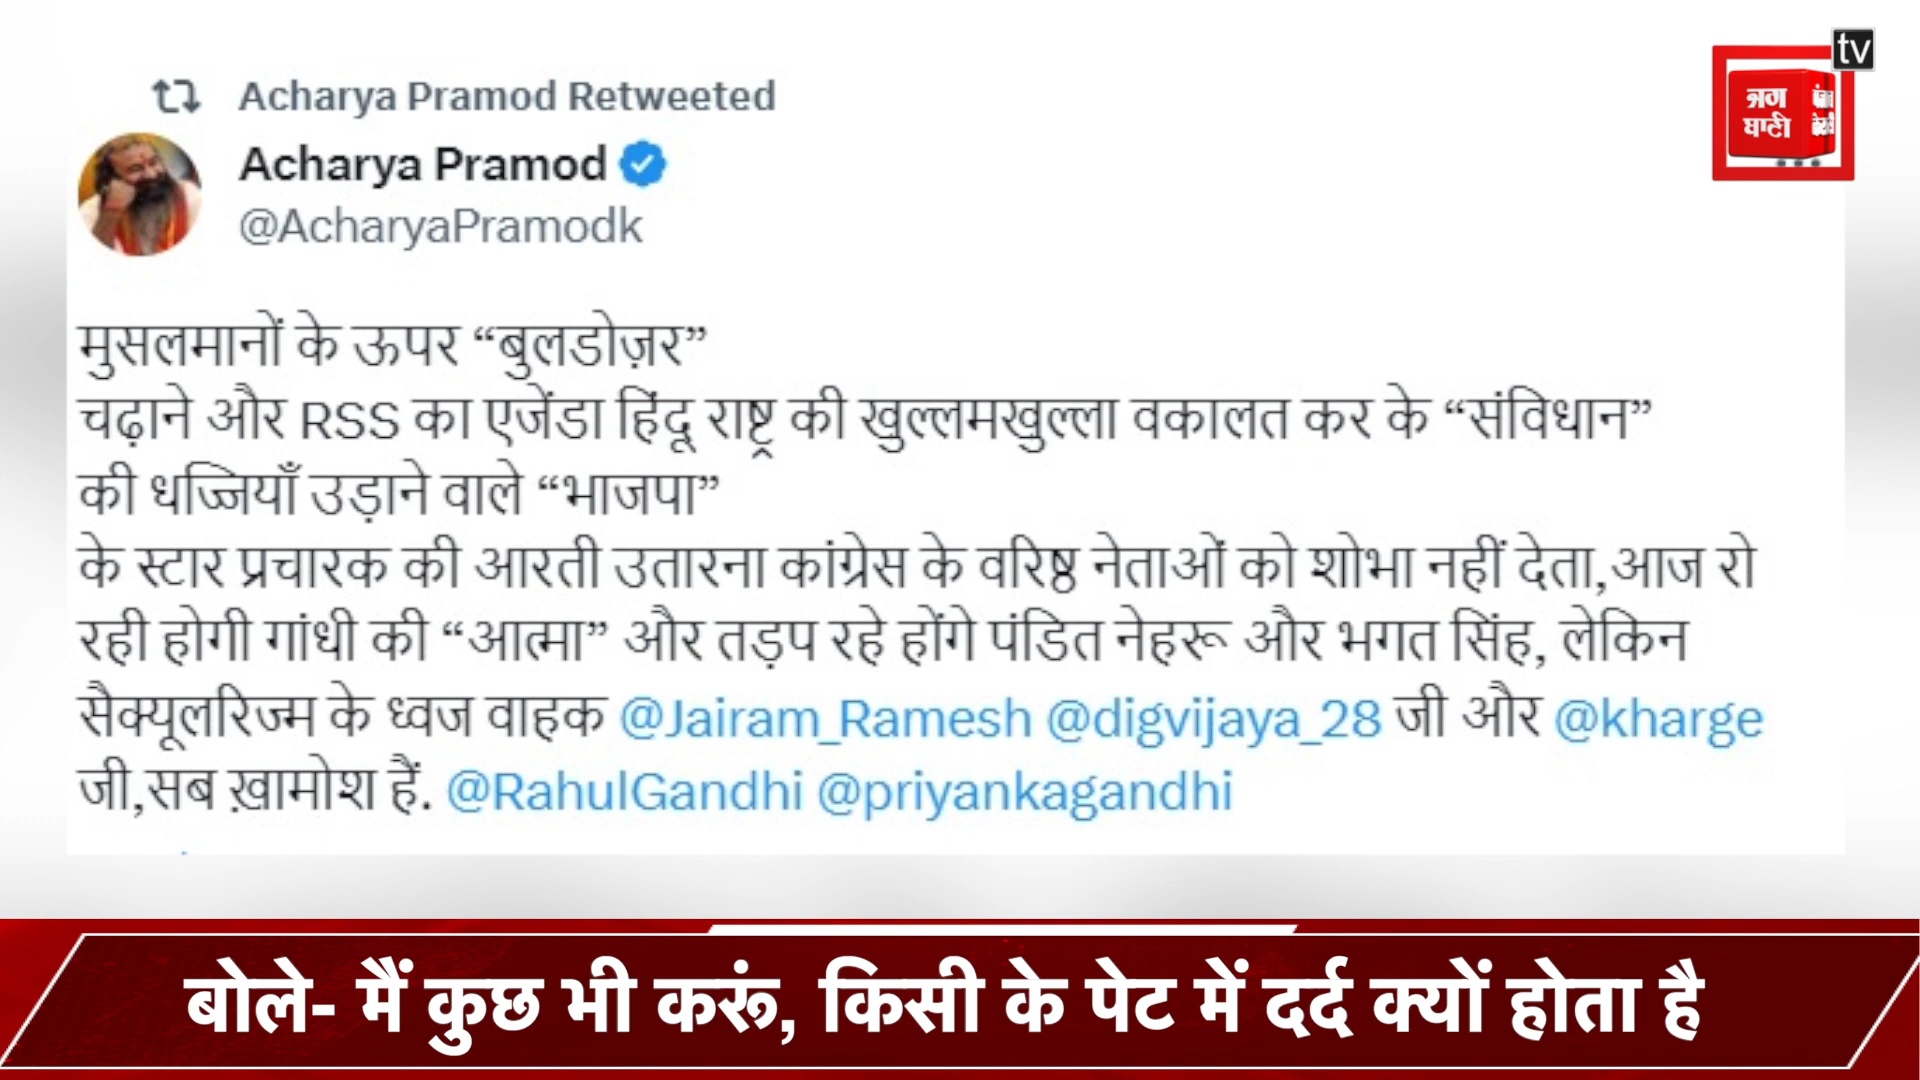 tv
जग
बाणी
पंजाब
केसरी
Acharya Pramod Retweeted
Acharya Pramod
@AcharyaPramodk
मुसलमानों के ऊपर “बुलडोज़र”
चढ़ाने और RSS का एजेंडा हिंदू राष्ट्र की खुल्लमखुल्ला वकालत कर के “संविधान”
की धज्जियाँ उड़ाने वाले “भाजपा”
के स्टार प्रचारक की आरती उतारना कांग्रेस के वरिष्ठ नेताओं को शोभा नहीं देता,आज रो
रही होगी गांधी की “आत्मा” और तड़प रहे होंगे पंडित नेहरू और भगत सिंह, लेकिन
सैक्यूलरिज्म के ध्वज वाहक @Jairam_Ramesh @digvijaya_28 जी और @kharge
जी,सब ख़ामोश हैं. @RahulGandhi @priyankagandhi
बोले- मैं कुछ भी करूं, किसी के पेट में दर्द क्यों होता है